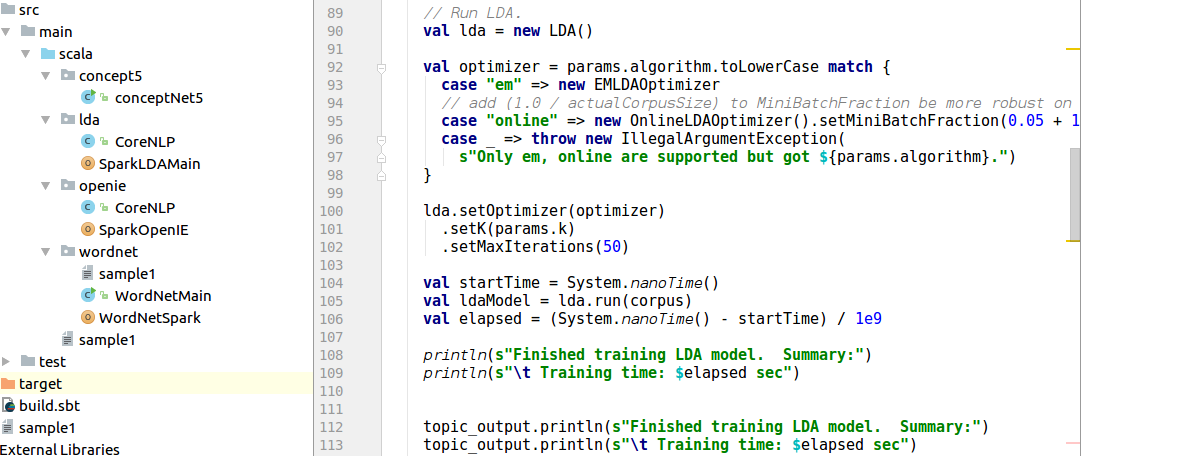 src
main
scala
concept5
conceptNet5
lda
CoreNLP
SparkLDAMain
openie
CoreNLP
SparkOpenIE
wordnet
sample1
WordNetMain
WordNetSpark
sample1
test
target
build.sbt
sample1
External Libraries
89 // Run LDA.
90 val lda = new LDA()
91
92 val optimizer = params.algorithm.toLowerCase match {
93 case "em" => new EMLDAOptimizer
94 // add (1.0 / actualCorpusSize) to MiniBatchFraction be more robust on
95 case "online" => new OnlineLDAOptimizer().setMiniBatchFraction(0.05 + 1
96 case _ => throw new IllegalArgumentException(
97 s"Only em, online are supported but got ${params.algorithm}.")
98 }
99
100 lda.setOptimizer(optimizer)
101 .setK(params.k)
102 .setMaxIterations(50)
103
104 val startTime = System.nanoTime()
105 val ldaModel = lda.run(corpus)
106 val elapsed = (System.nanoTime() - startTime) / 1e9
107
108 println(s"Finished training LDA model.  Summary:")
109 println(s"\t Training time: $elapsed sec")
110
111
112 topic_output.println(s"Finished training LDA model.  Summary:")
113 topic_output.println(s"\t Training time: $elapsed sec")